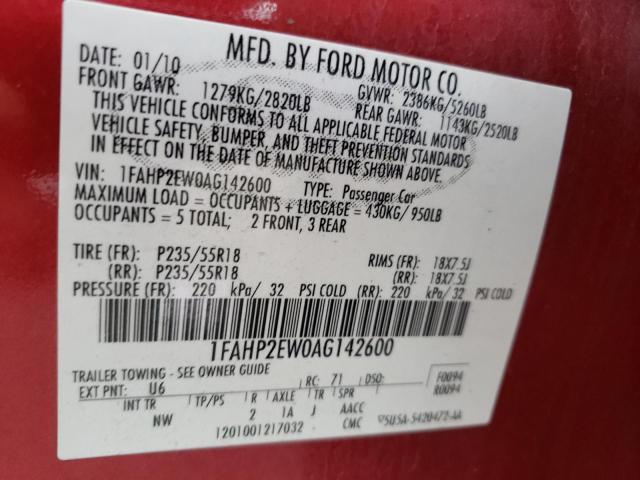 MFD. BY FORD MOTOR CO.
DATE: 01/10
GVWR: 2386KG/5260LB
FRONT GAWR: 1279KG/2820LB
REAR GAWR: 1143KG/2520LB
THIS VEHICLE CONFORMS TO ALL APPLICABLE FEDERAL MOTOR
VEHICLE SAFETY, BUMPER, AND THEFT PREVENTION STANDARDS
IN EFFECT ON THE DATE OF MANUFACTURE SHOWN ABOVE.
VIN: 1FAHP2EW0AG142600 TYPE: Passenger Car
MAXIMUM LOAD = OCCUPANTS + LUGGAGE = 430KG/950LB
OCCUPANTS = 5 TOTAL; 2 FRONT, 3 REAR
TIRE (FR): P235/55R18 RIMS (FR): 18X7.5J
(RR): P235/55R18 (RR): 18X7.5J
PRESSURE (FR): 220 kPa/ 32 PSI COLD (RR): 220 kPa/ 32 PSI COLD
1FAHP2EW0AG142600
TRAILER TOWING - SEE OWNER GUIDE
EXT PNT: U6 RC: 71 DSO: F0094
R0094
INT TR TP/PS R AXLE TR SPR
NW 2 1A J AACC
1201001217032 CMC